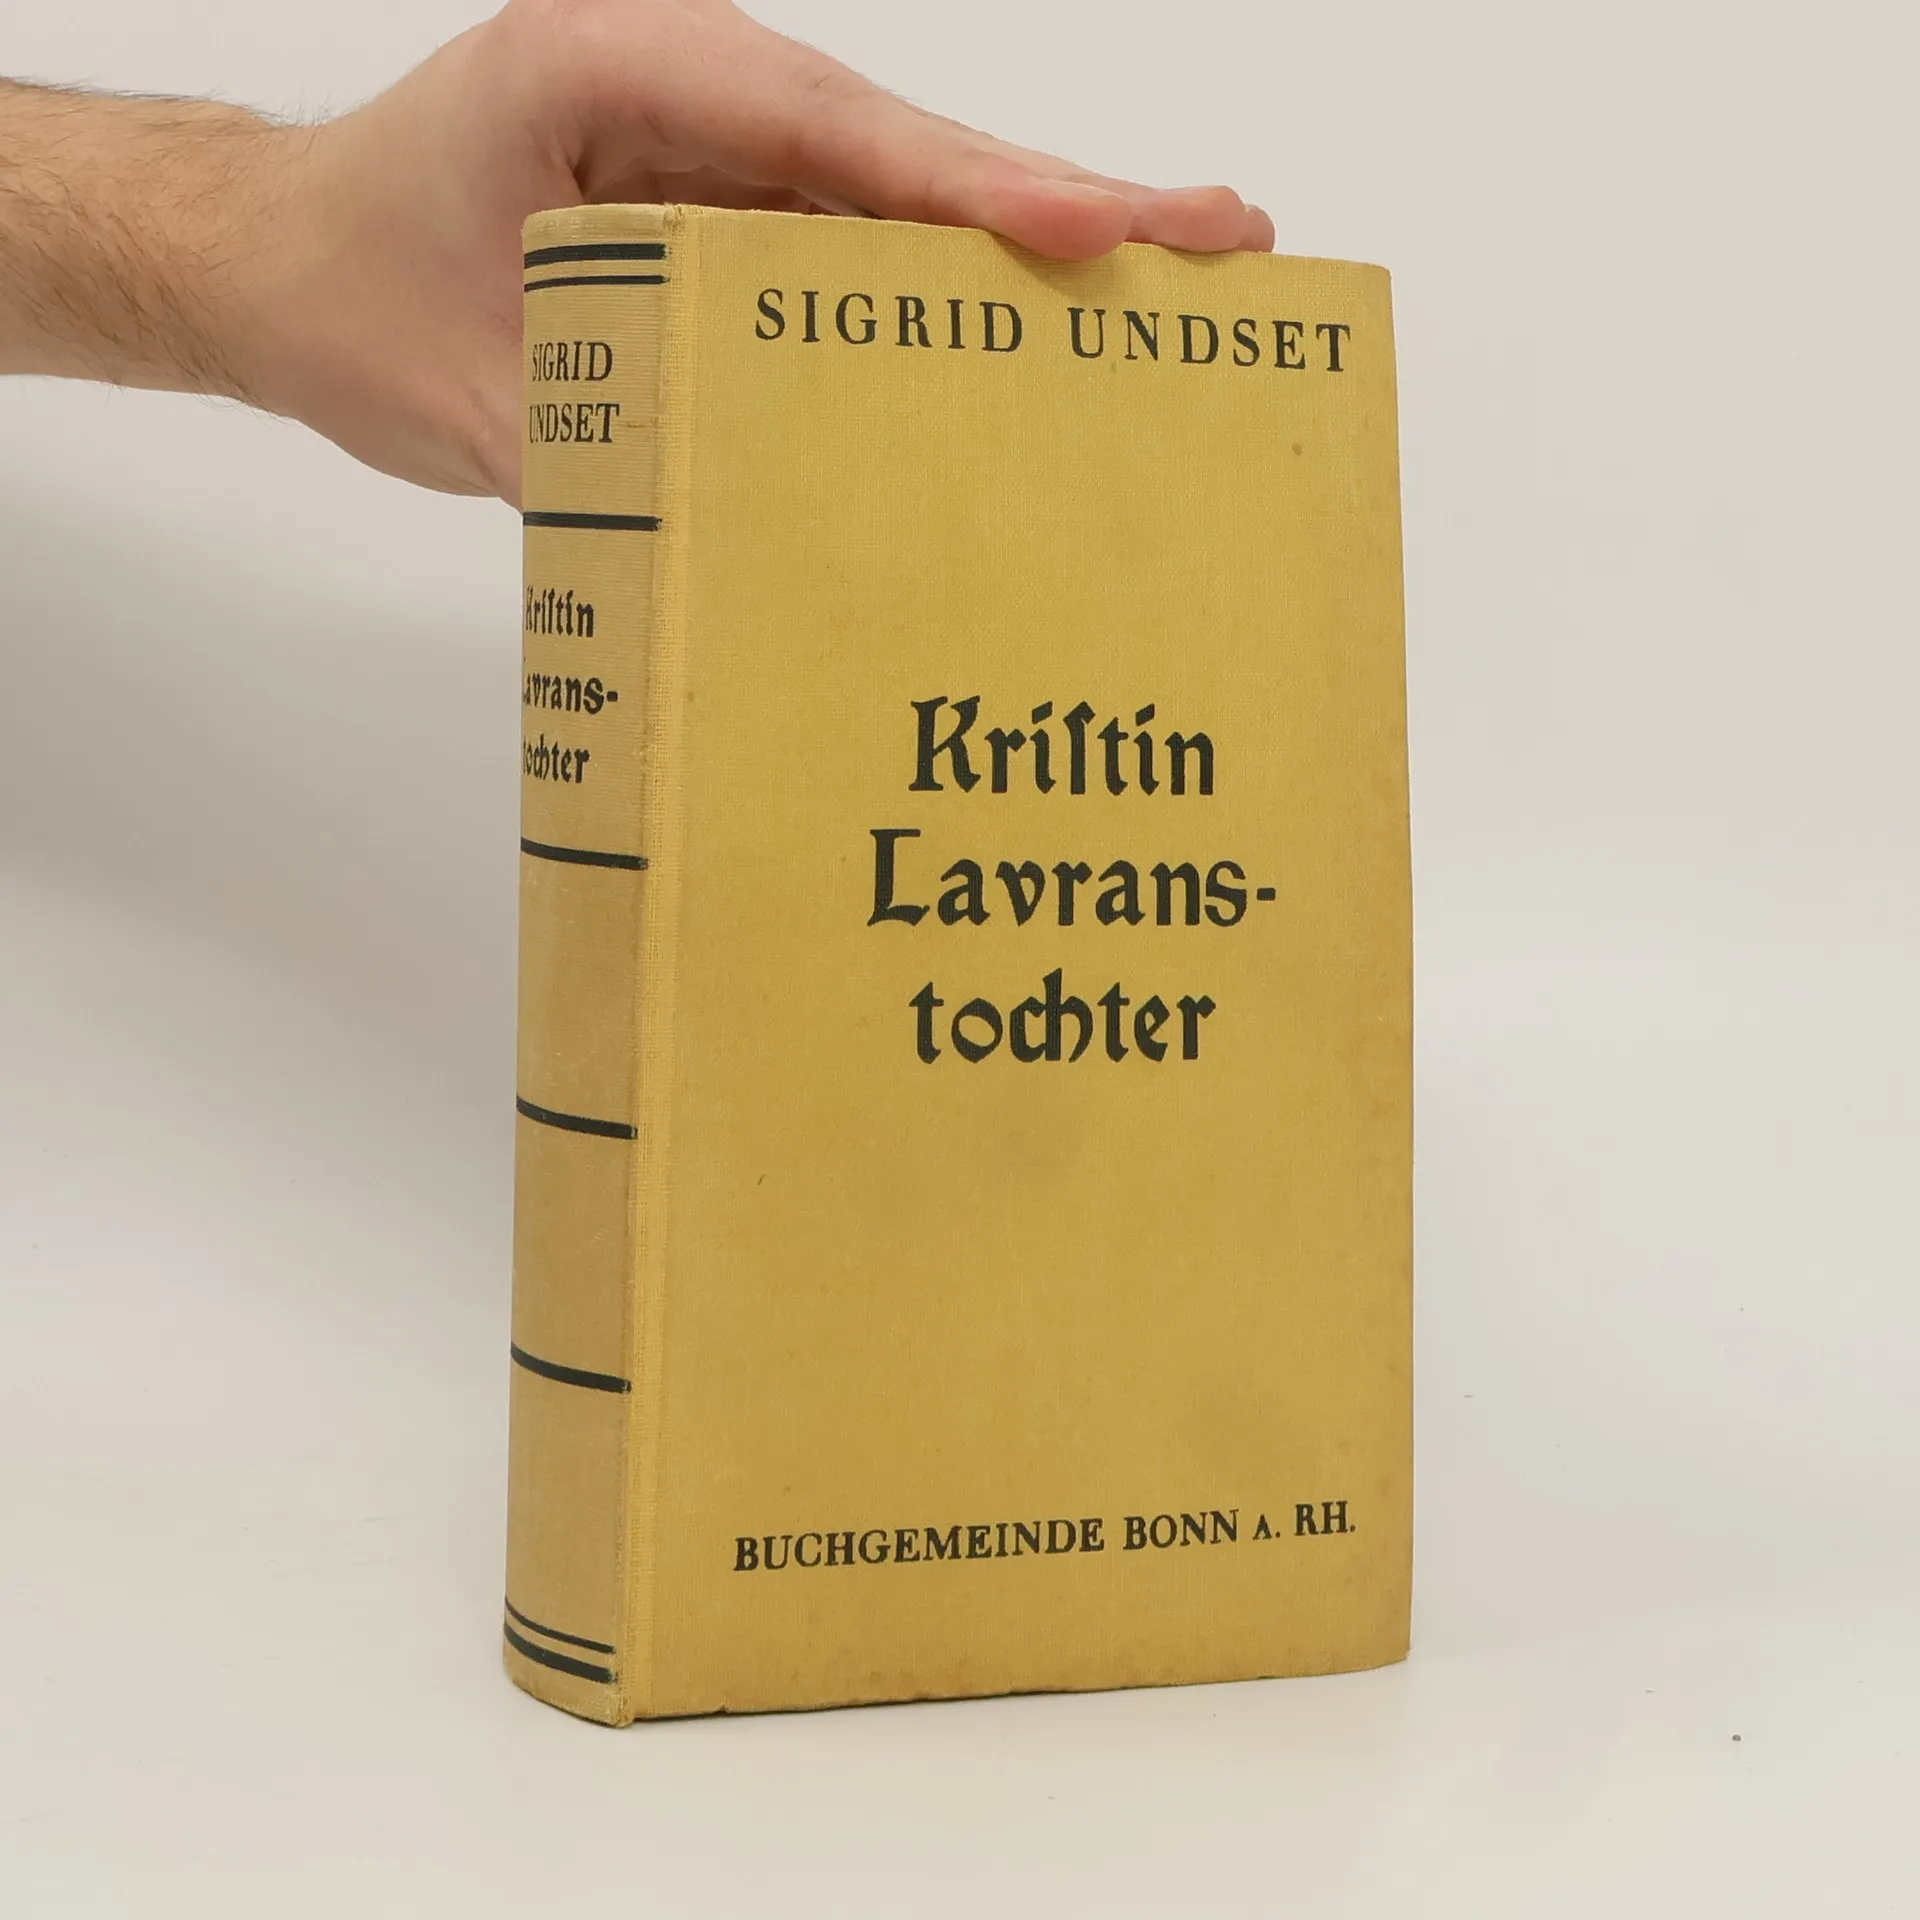 SIGRID
UNDSET
Kriſtin
Lavrans-
tochter
SIGRID UNDSET
Kriſtin
Lavrans-
tochter
BUCHGEMEINDE BONN A. RH.